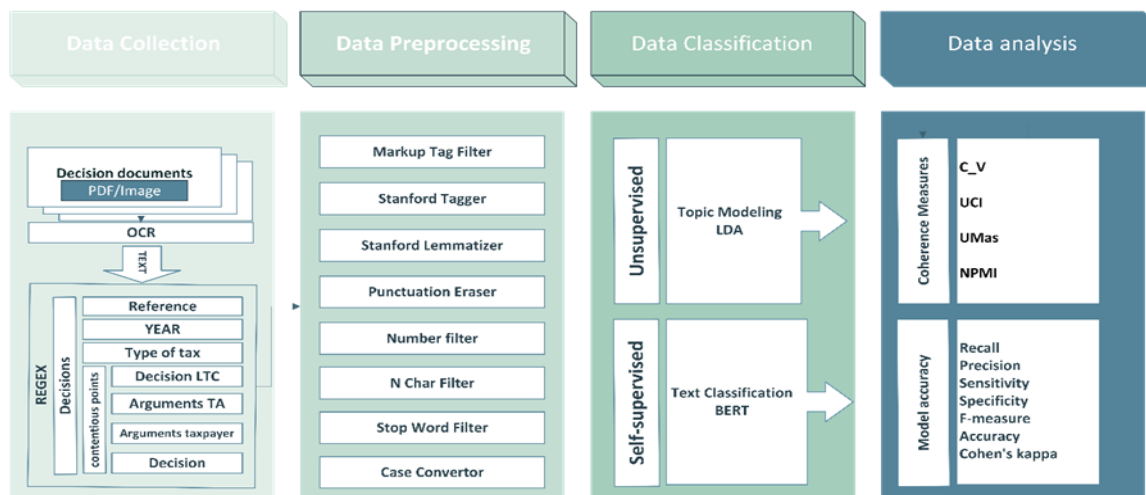 Data Collection
Data Preprocessing
Data Classification
Data analysis
Decision documents
PDF/Image
OCR
TEXT
REGEX
Decisions
Reference
YEAR
Type of tax
contentious points
Decision LTC
Arguments TA
Arguments taxpayer
Decision
Markup Tag Filter
Stanford Tagger
Stanford Lemmatizer
Punctuation Eraser
Number filter
N Char Filter
Stop Word Filter
Case Convertor
Unsupervised
Topic Modeling
LDA
Self-supervised
Text Classification
BERT
Coherence Measures
C_V
UCI
UMas
NPMI
Model accuracy
Recall
Precision
Sensitivity
Specificity
F-measure
Accuracy
Cohen's kappa